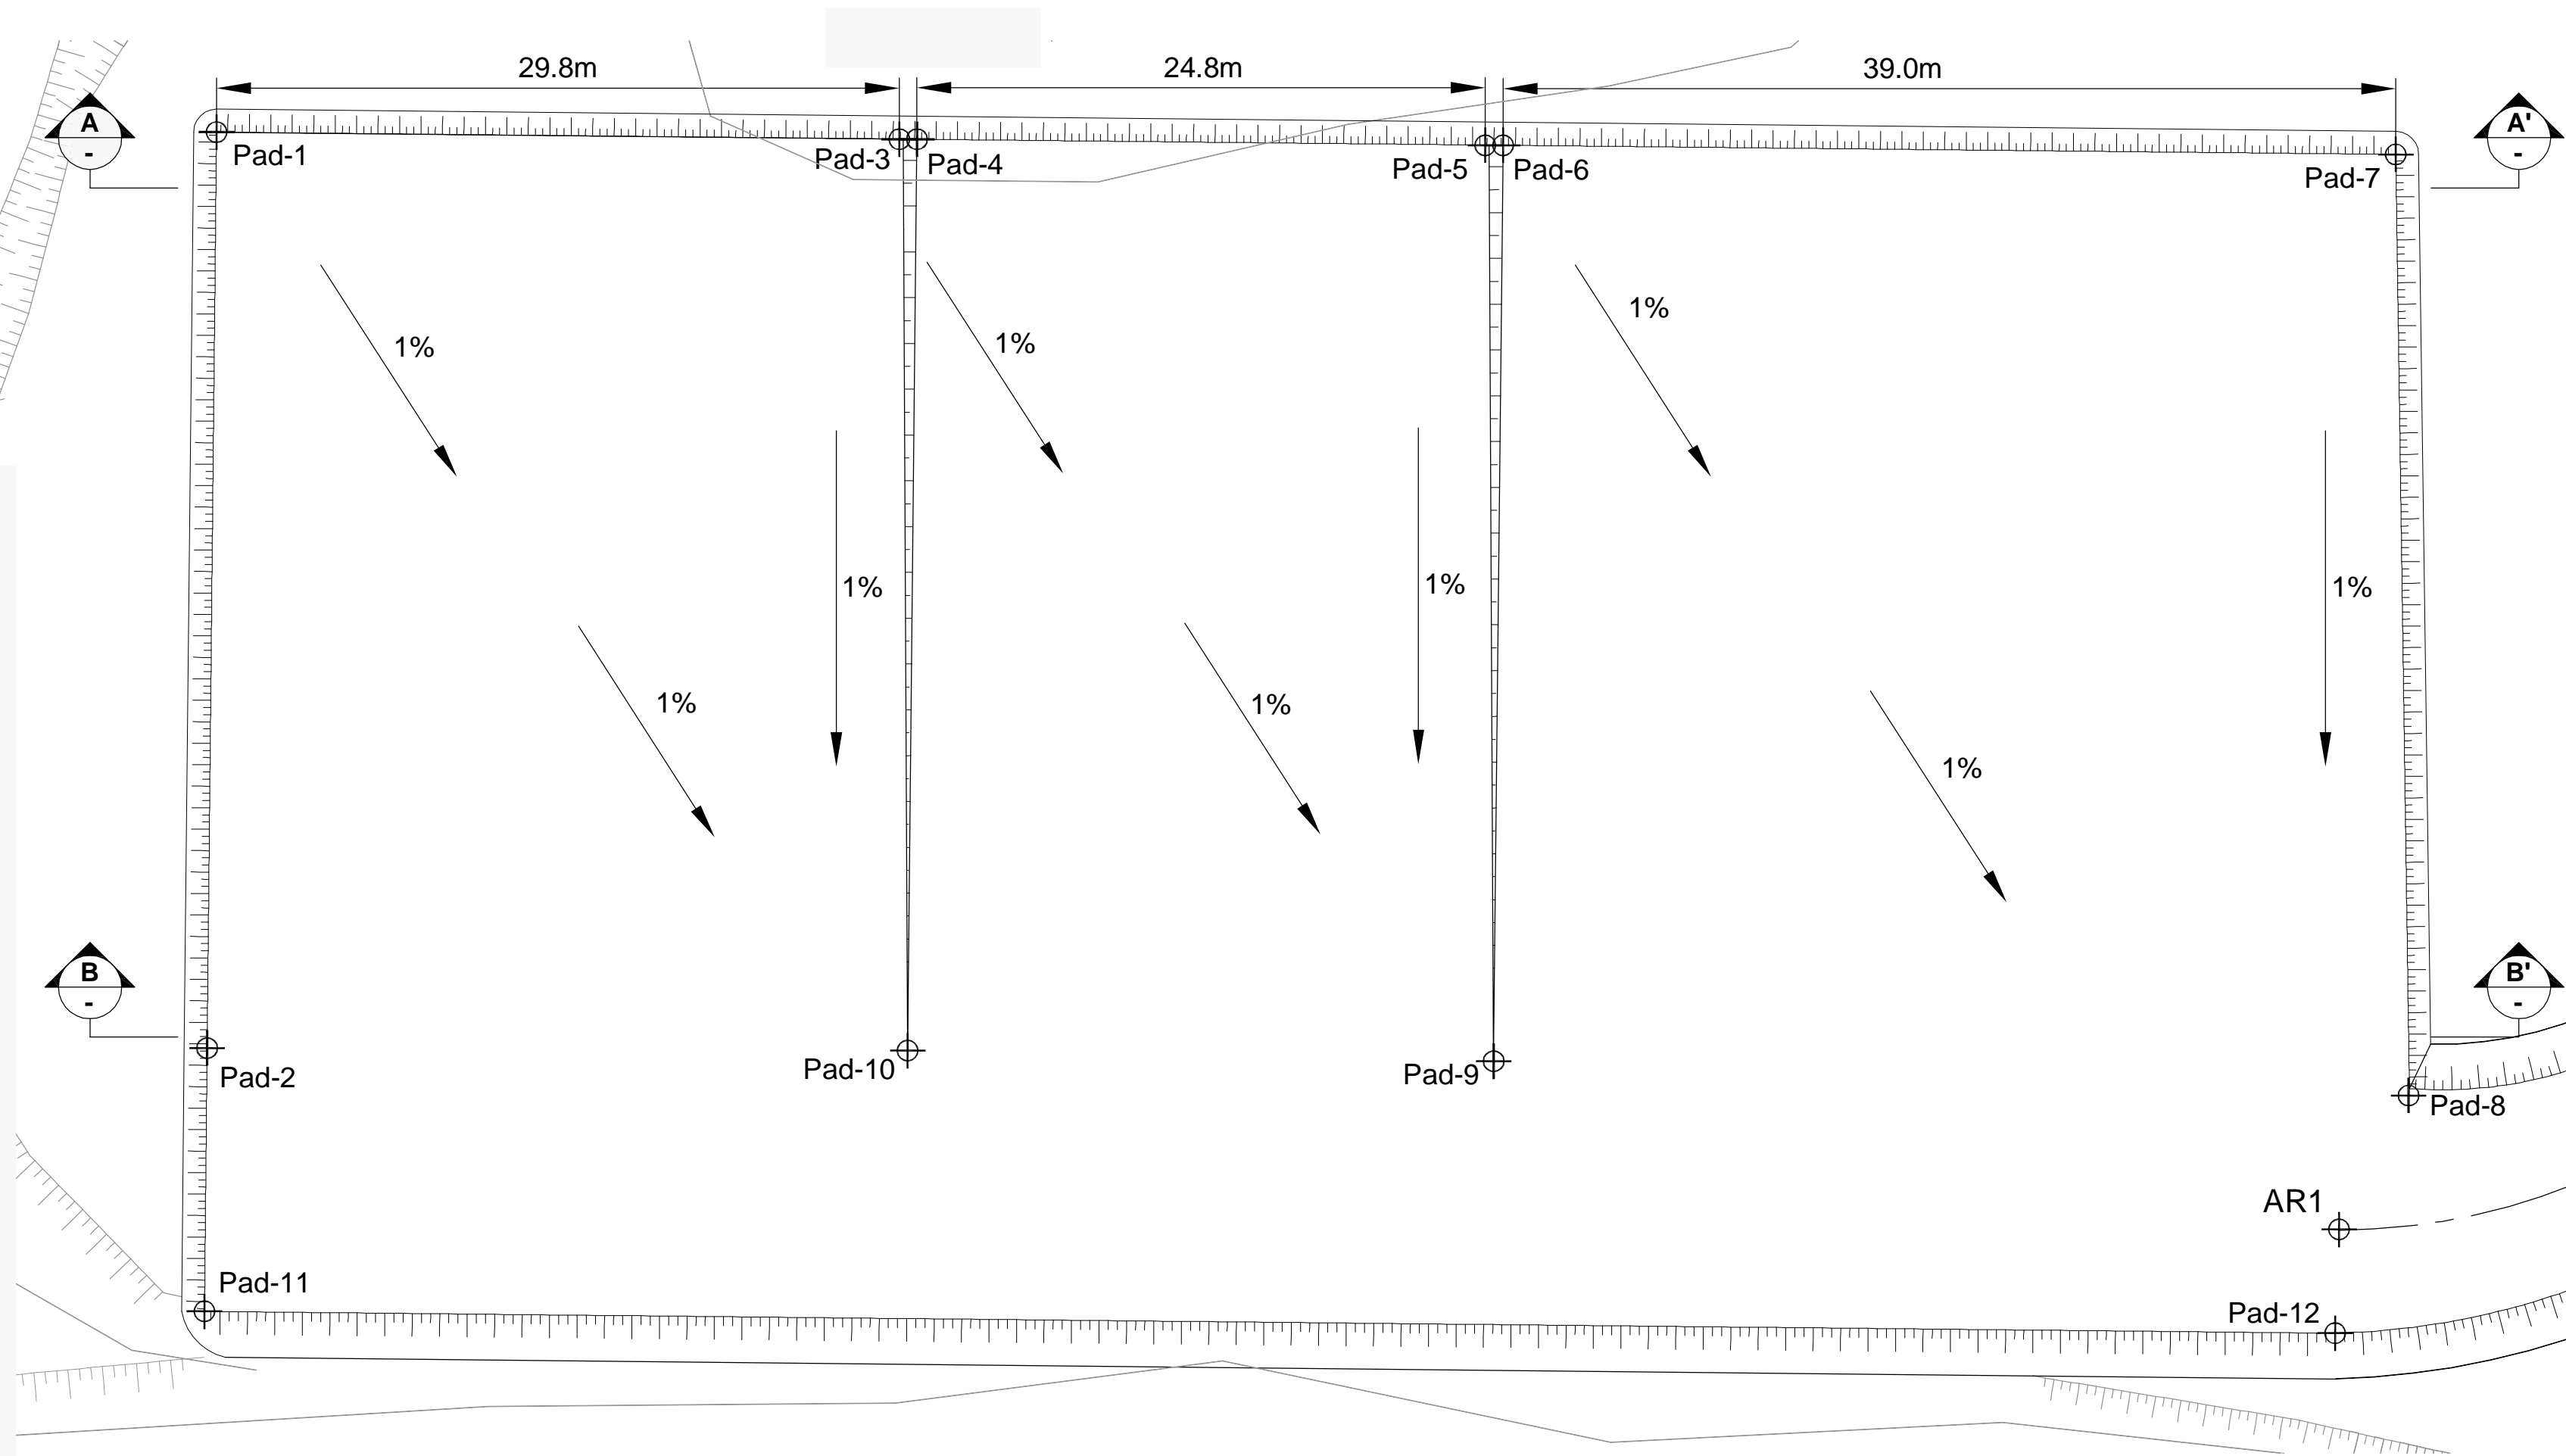 29.8m
24.8m
39.0m
A
-
A'
-
Pad-1
Pad-3
Pad-4
Pad-5
Pad-6
Pad-7
1%
1%
1%
1%
1%
1%
1%
1%
1%
B
-
B'
-
Pad-2
Pad-10
Pad-9
Pad-8
AR1
Pad-11
Pad-12